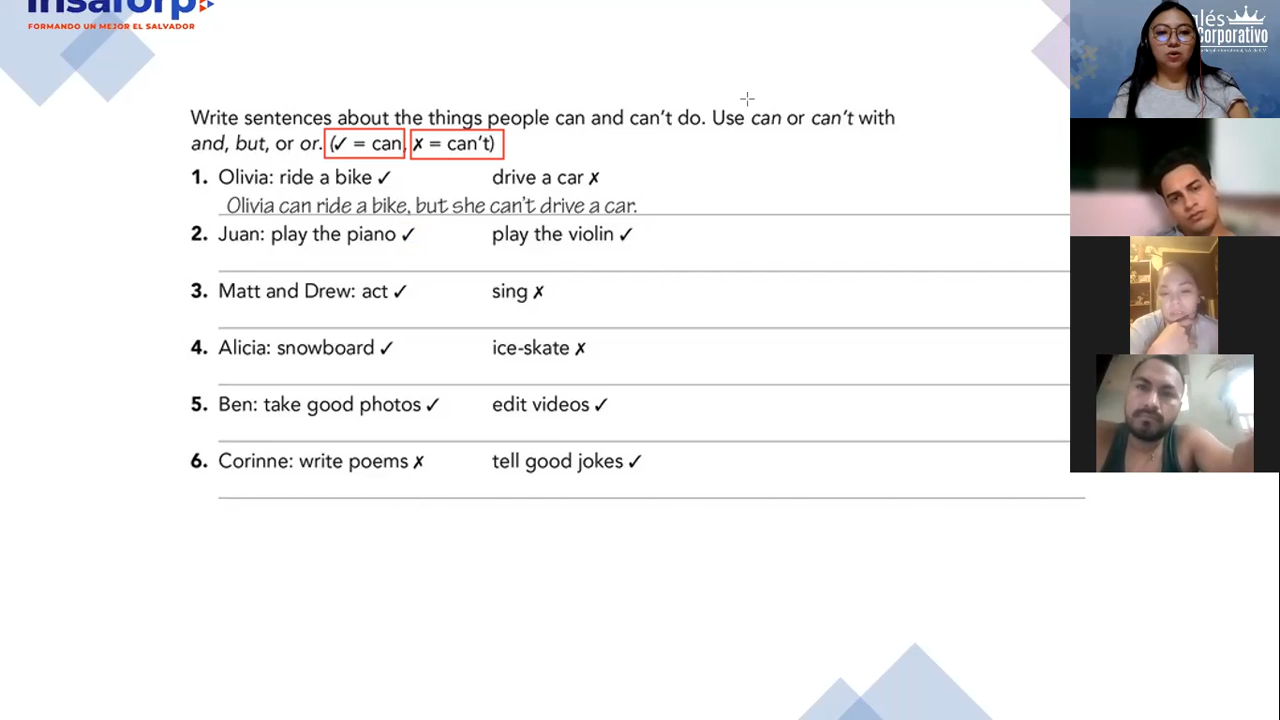 insaforp
FORMANDO UN MEJOR EL SALVADOR
Write sentences about the things people can and can't do. Use can or can't with
and, but, or or. (✓ = can, ✗ = can't)
1. Olivia: ride a bike ✓ drive a car ✗
Olivia can ride a bike, but she can't drive a car.
2. Juan: play the piano ✓ play the violin ✓
3. Matt and Drew: act ✓ sing ✗
4. Alicia: snowboard ✓ ice-skate ✗
5. Ben: take good photos ✓ edit videos ✓
6. Corinne: write poems ✗ tell good jokes ✓
glés
Corporativo